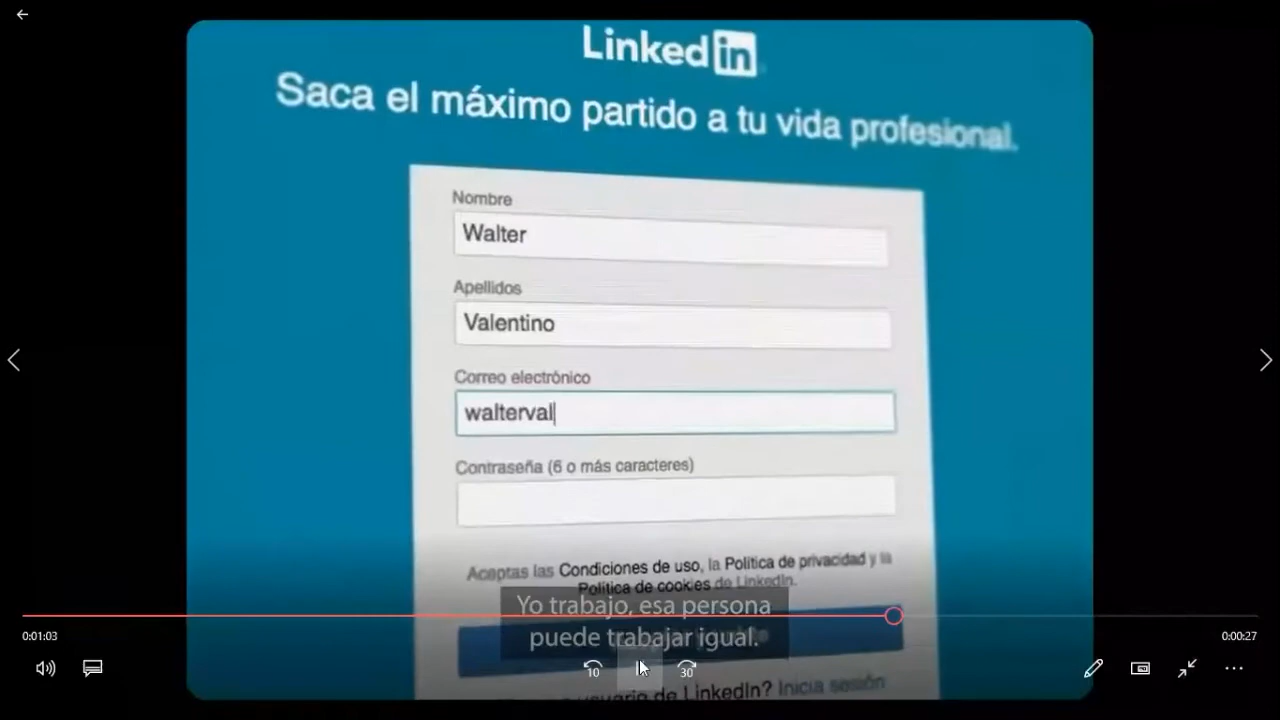 LinkedIn
Saca el máximo partido a tu vida profesional.
Nombre
Walter
Apellidos
Valentino
Correo electrónico
walterval
Contraseña (6 o más caracteres)
Aceptas las Condiciones de uso, la Política de privacidad y la
Política de cookies de LinkedIn.
Yo trabajo, esa persona
puede trabajar igual.
0:01:03
0:00:27
10
30
usuario de LinkedIn? Inicia sesión